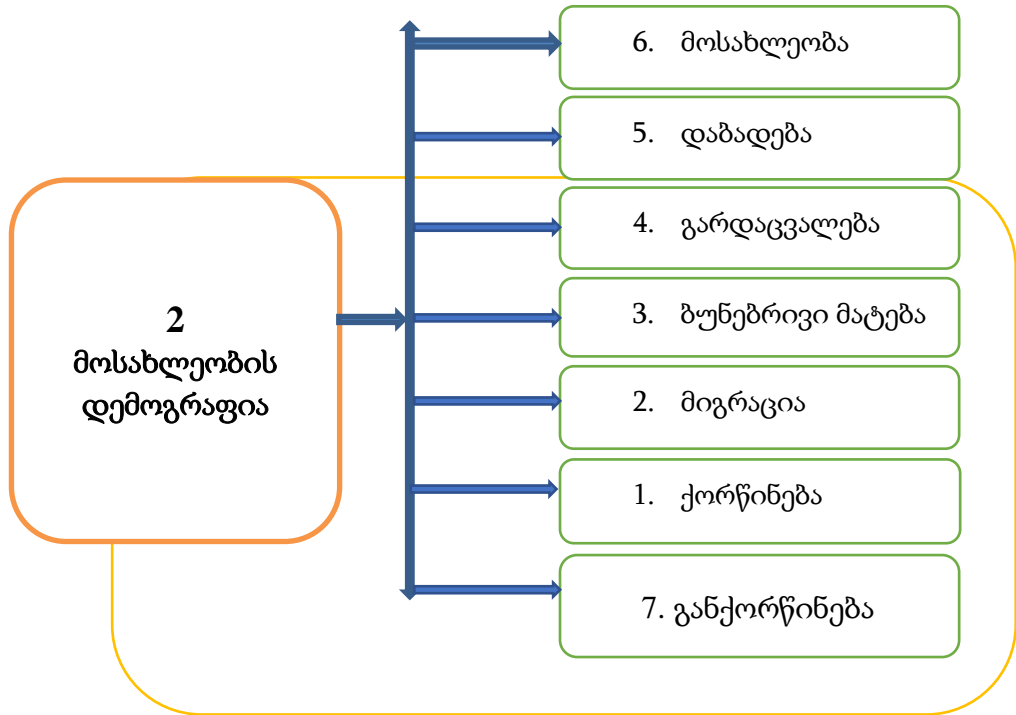 2
მოსახლეობის
დემოგრაფია
6. მოსახლეობა
5. დაბადება
4. გარდაცვალება
3. ბუნებრივი მატება
2. მიგრაცია
1. ქორწინება
7. განქორწინება